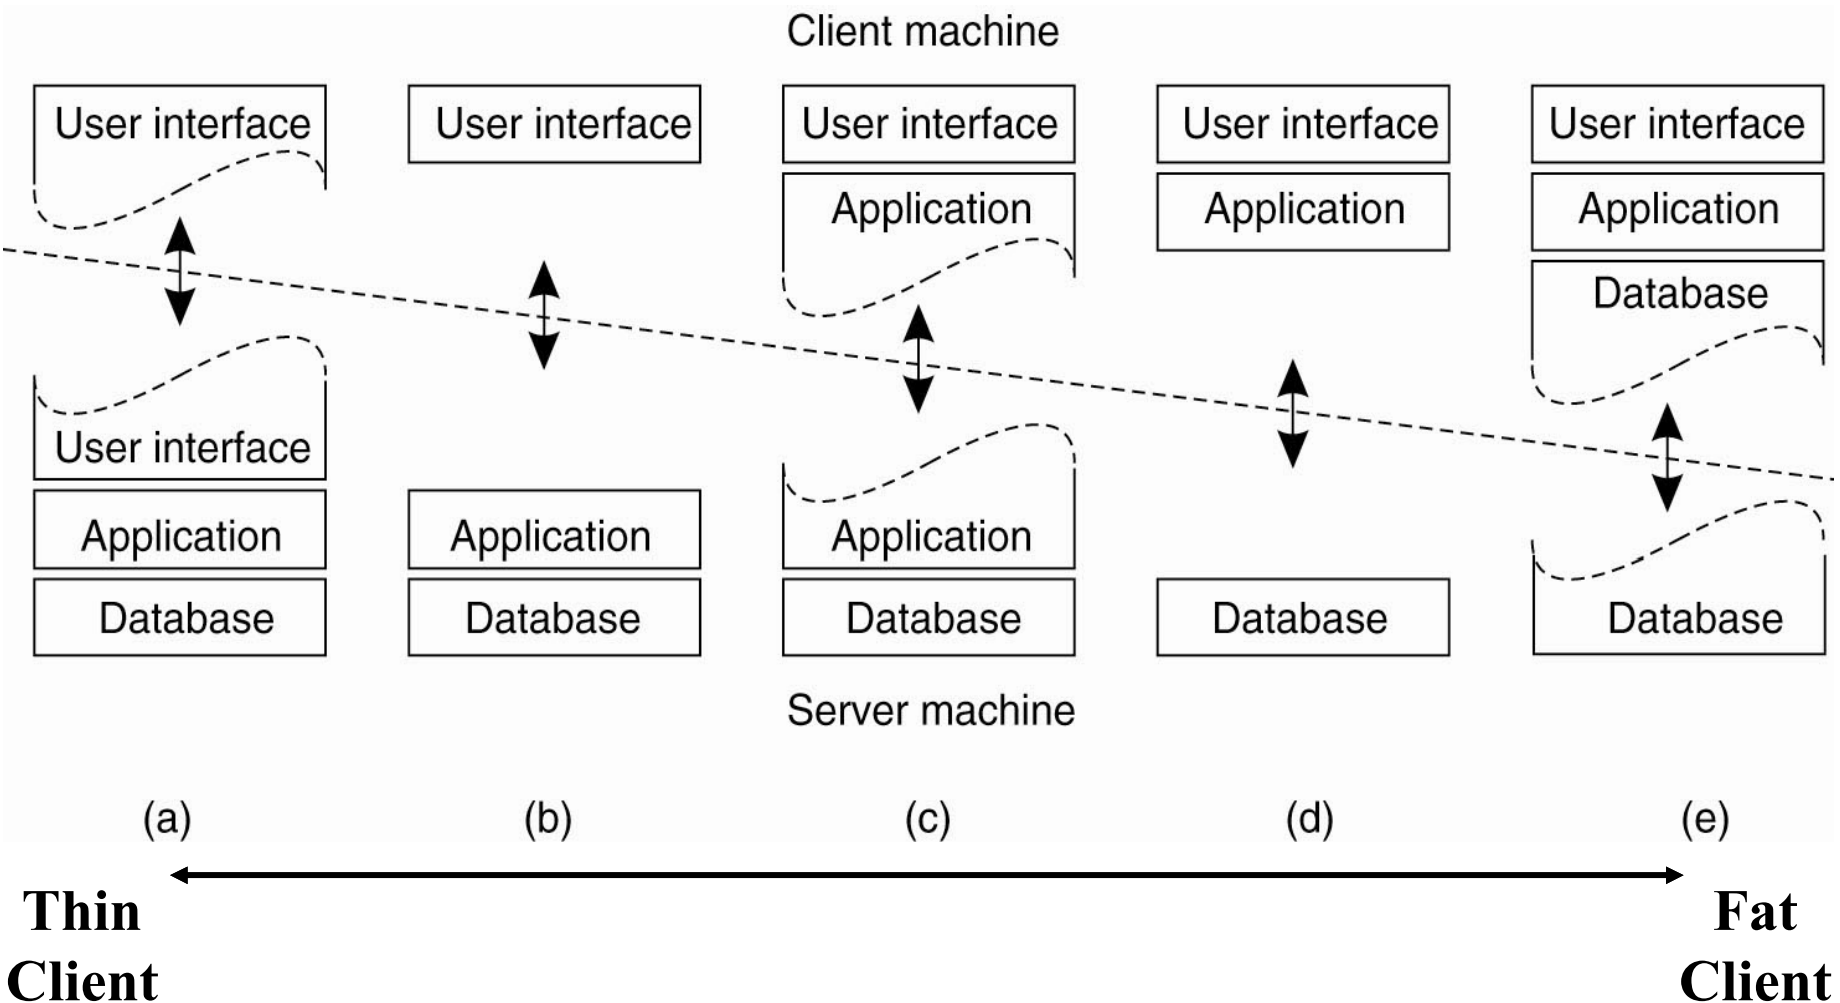 Client machine
User interface
User interface
User interface
User interface
User interface
Application
Application
Application
Database
User interface
Application
Application
Application
Database
Database
Database
Database
Database
Server machine
(a)
(b)
(c)
(d)
(e)
Thin
Client
Fat
Client